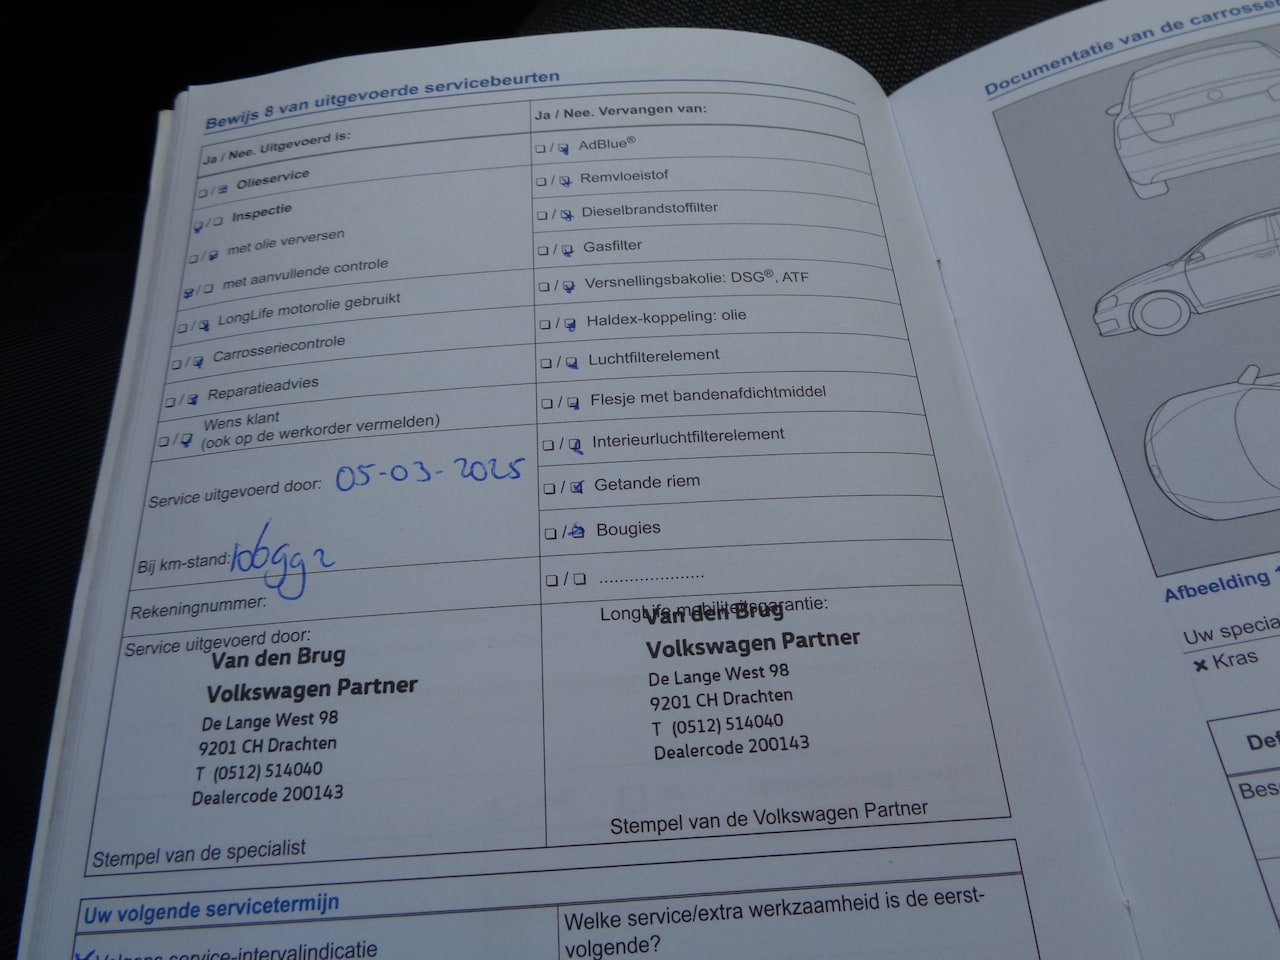 Bewijs 8 van uitgevoerde servicebeurten
Ja / Nee. Uitgevoerd is:
Olieservice
Inspectie
met olie verversen
met aanvullende controle
LongLife motorolie gebruikt
Carrosseriecontrole
Reparatieadvies
Wens klant
(ook op de werkorder vermelden)
Service uitgevoerd door: 05-03-2025
Bij km-stand: 106992
Rekeningnummer:
Service uitgevoerd door:
Van den Brug
Volkswagen Partner
De Lange West 98
9201 CH Drachten
T (0512) 514040
Dealercode 200143
Stempel van de specialist
Ja / Nee. Vervangen van:
AdBlue®
Remvloeistof
Dieselbrandstoffilter
Gasfilter
Versnellingsbakolie: DSG®, ATF
Haldex-koppeling: olie
Luchtfilterelement
Flesje met bandenafdichtmiddel
Interieurluchtfilterelement
Getande riem
Bougies
.....................
LongLife mobiliteitsgarantie:
Van den Brug
Volkswagen Partner
De Lange West 98
9201 CH Drachten
T (0512) 514040
Dealercode 200143
Stempel van de Volkswagen Partner
Uw volgende servicetermijn
Volgens service-intervalindicatie
Welke service/extra werkzaamheid is de eerst-
volgende?
Documentatie van de carrosse
Afbeelding
Uw specia
Kras
Def
Bes